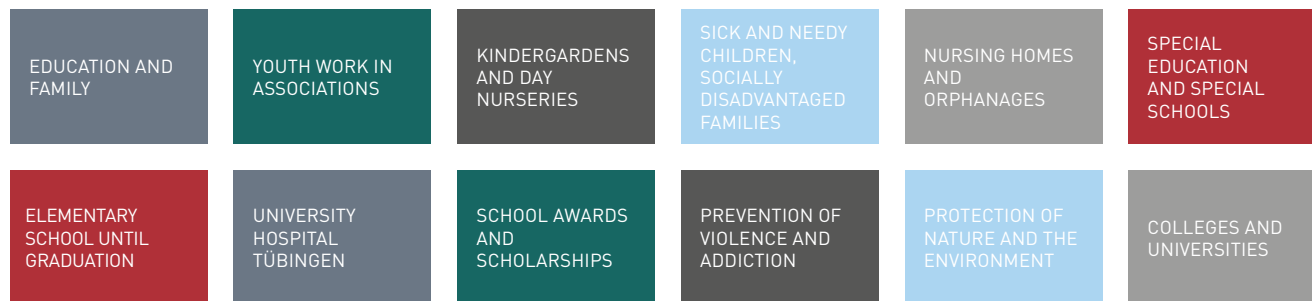 EDUCATION AND
FAMILY
YOUTH WORK IN
ASSOCIATIONS
KINDERGARDENS
AND DAY
NURSERIES
SICK AND NEEDY
CHILDREN,
SOCIALLY
DISADVANTAGED
FAMILIES
NURSING HOMES
AND
ORPHANAGES
SPECIAL
EDUCATION
AND SPECIAL
SCHOOLS
ELEMENTARY
SCHOOL UNTIL
GRADUATION
UNIVERSITY
HOSPITAL
TÜBINGEN
SCHOOL AWARDS
AND
SCHOLARSHIPS
PREVENTION OF
VIOLENCE AND
ADDICTION
PROTECTION OF
NATURE AND THE
ENVIRONMENT
COLLEGES AND
UNIVERSITIES